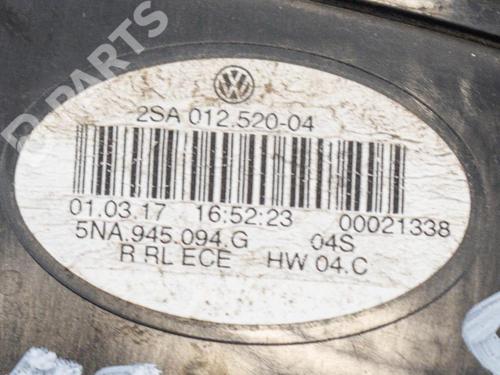 B-PARTS
VW
2SA 012.520-04
01.03.17 16:52:23 00021338
5NA.945.094.G 04S
R RL ECE HW 04.C